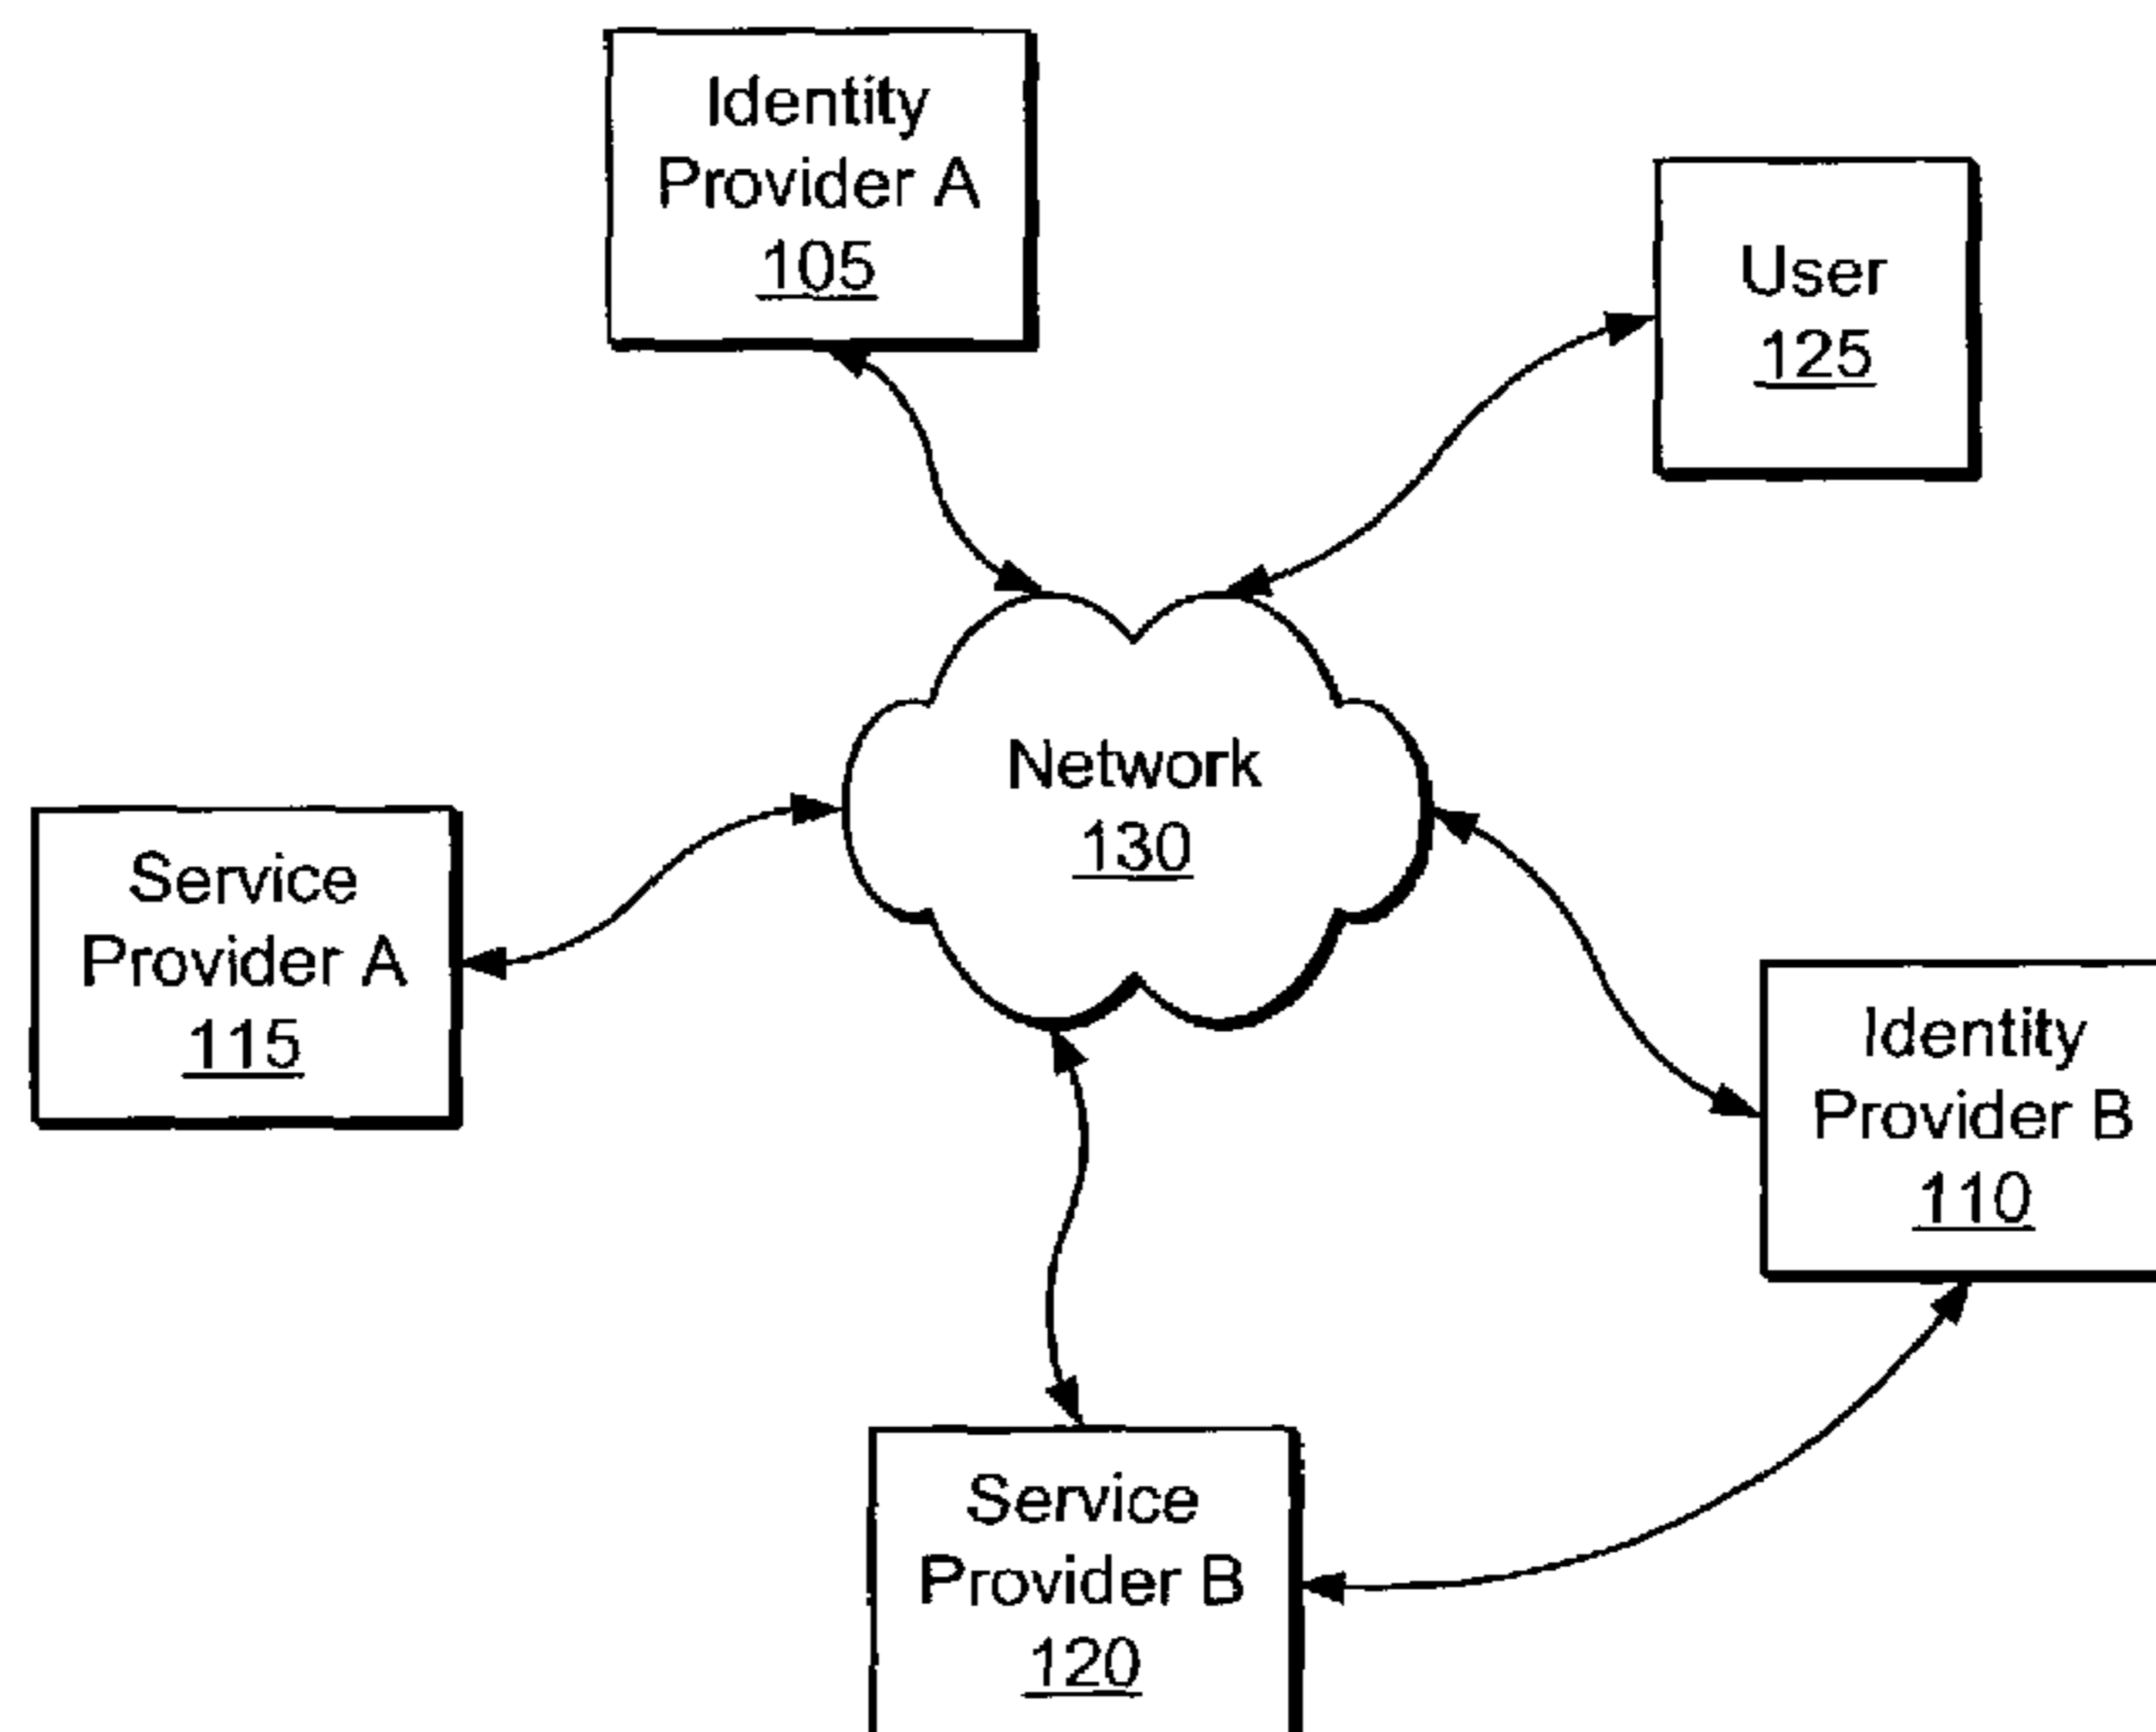 Identity
Provider A
105
User
125
Network
130
Service
Provider A
115
Identity
Provider B
110
Service
Provider B
120